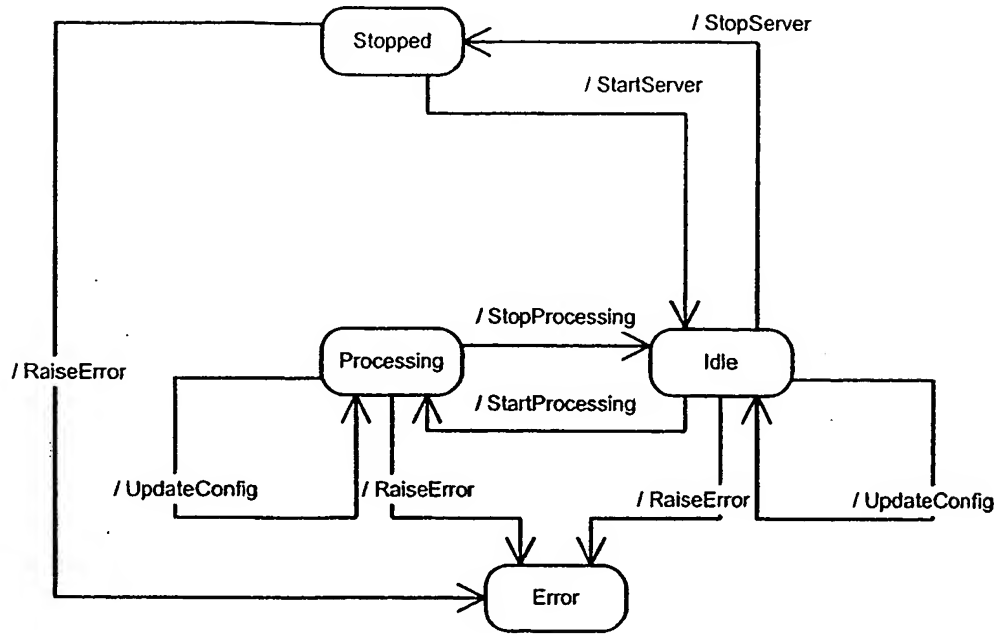 / StopServer
Stopped
/ StartServer
/ StopProcessing
Processing
Idle
/ RaiseError
/ StartProcessing
/ UpdateConfig
/ RaiseError
/ RaiseError
/ UpdateConfig
Error